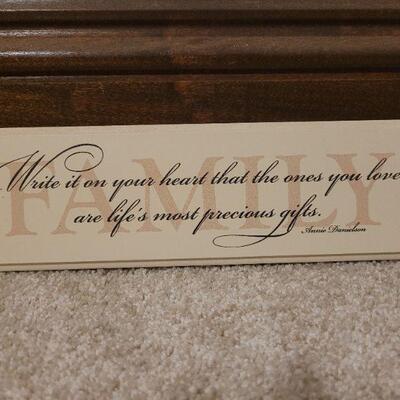 FAMILY
Write it on your heart that the ones you love
are life's most precious gifts.
Annie Danielson